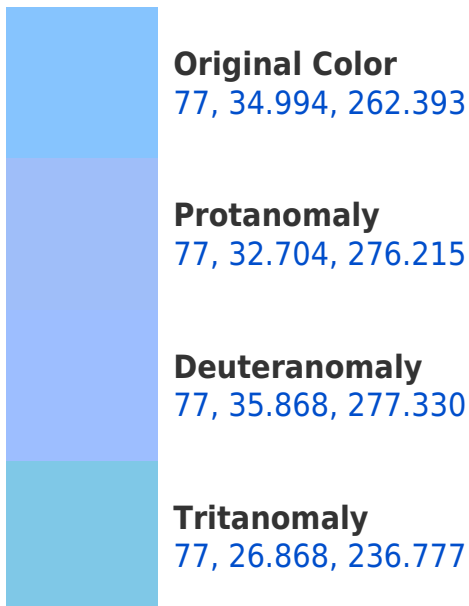 Original Color
77, 34.994, 262.393
Protanomaly
77, 32.704, 276.215
Deuteranomaly
77, 35.868, 277.330
Tritanomaly
77, 26.868, 236.777